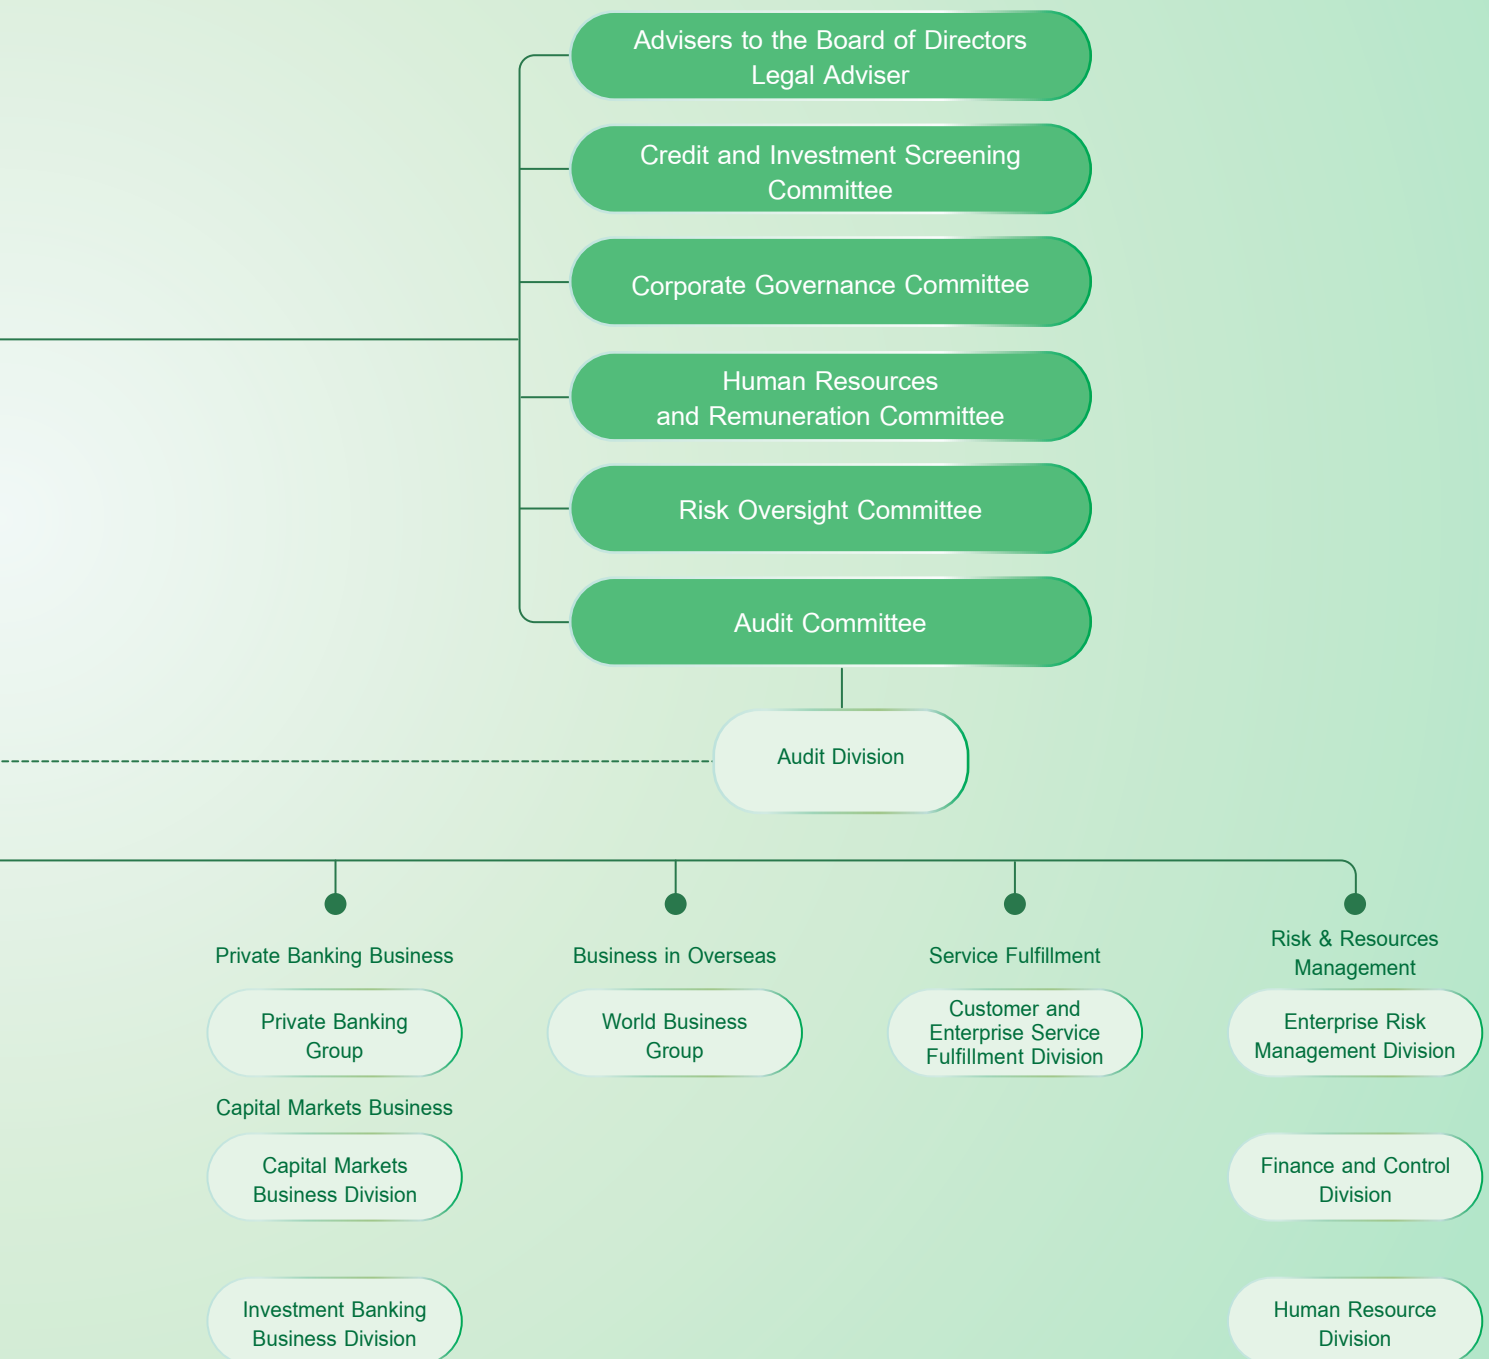 Advisers to the Board of Directors
Legal Adviser
Credit and Investment Screening
Committee
Corporate Governance Committee
Human Resources
and Remuneration Committee
Risk Oversight Committee
Audit Committee
Audit Division
Private Banking Business
Private Banking
Group
Capital Markets Business
Capital Markets
Business Division
Investment Banking
Business Division
Business in Overseas
World Business
Group
Service Fulfillment
Customer and
Enterprise Service
Fulfillment Division
Risk & Resources
Management
Enterprise Risk
Management Division
Finance and Control
Division
Human Resource
Division